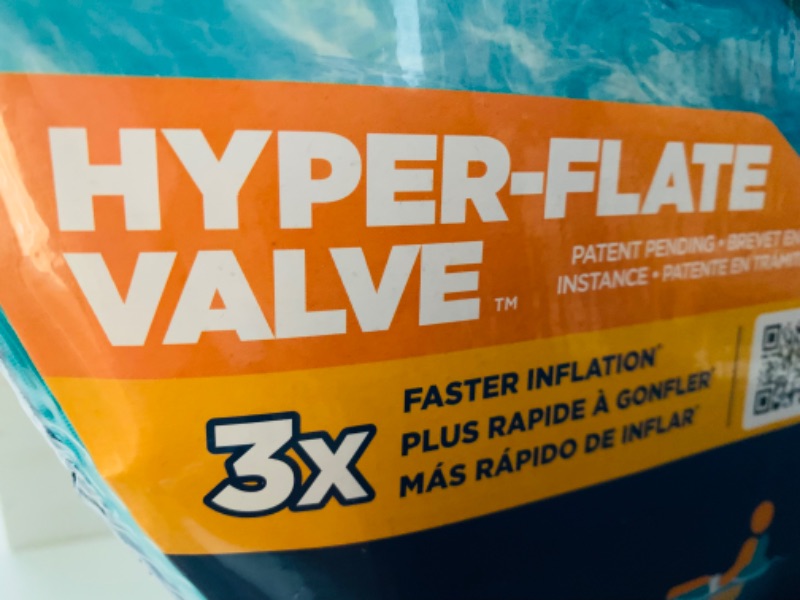 HYPER-FLATE
VALVE™
PATENT PENDING • BREVET EN
INSTANCE • PATENTE EN TRÁMITE
3X
FASTER INFLATION*
PLUS RAPIDE À GONFLER*
MÁS RÁPIDO DE INFLAR*